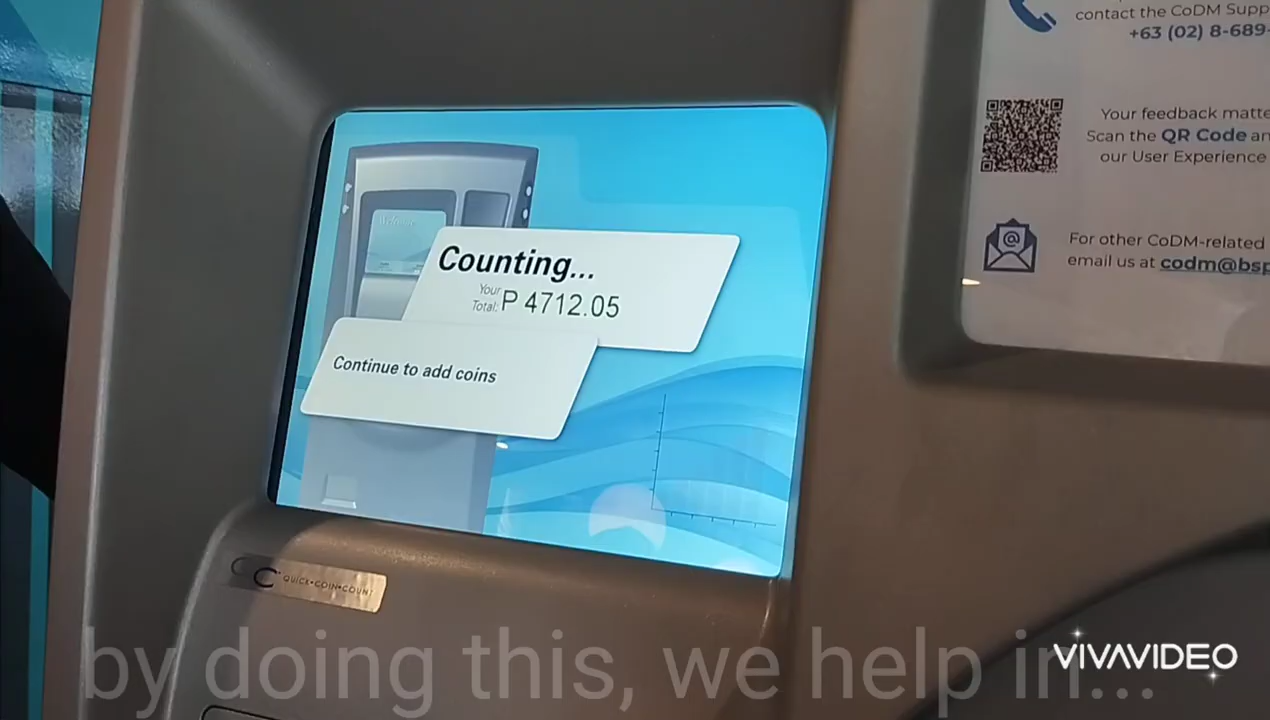 contact the CoDM Supp
+63 (02) 8-689-
Your feedback matte
Scan the QR Code an
our User Experience
For other CoDM-related
email us at codm@bsp
Counting...
Your
Total: P 4712.05
Continue to add coins
QUICK•COIN•COUNT
by doing this, we help in...
VIVAVIDEO